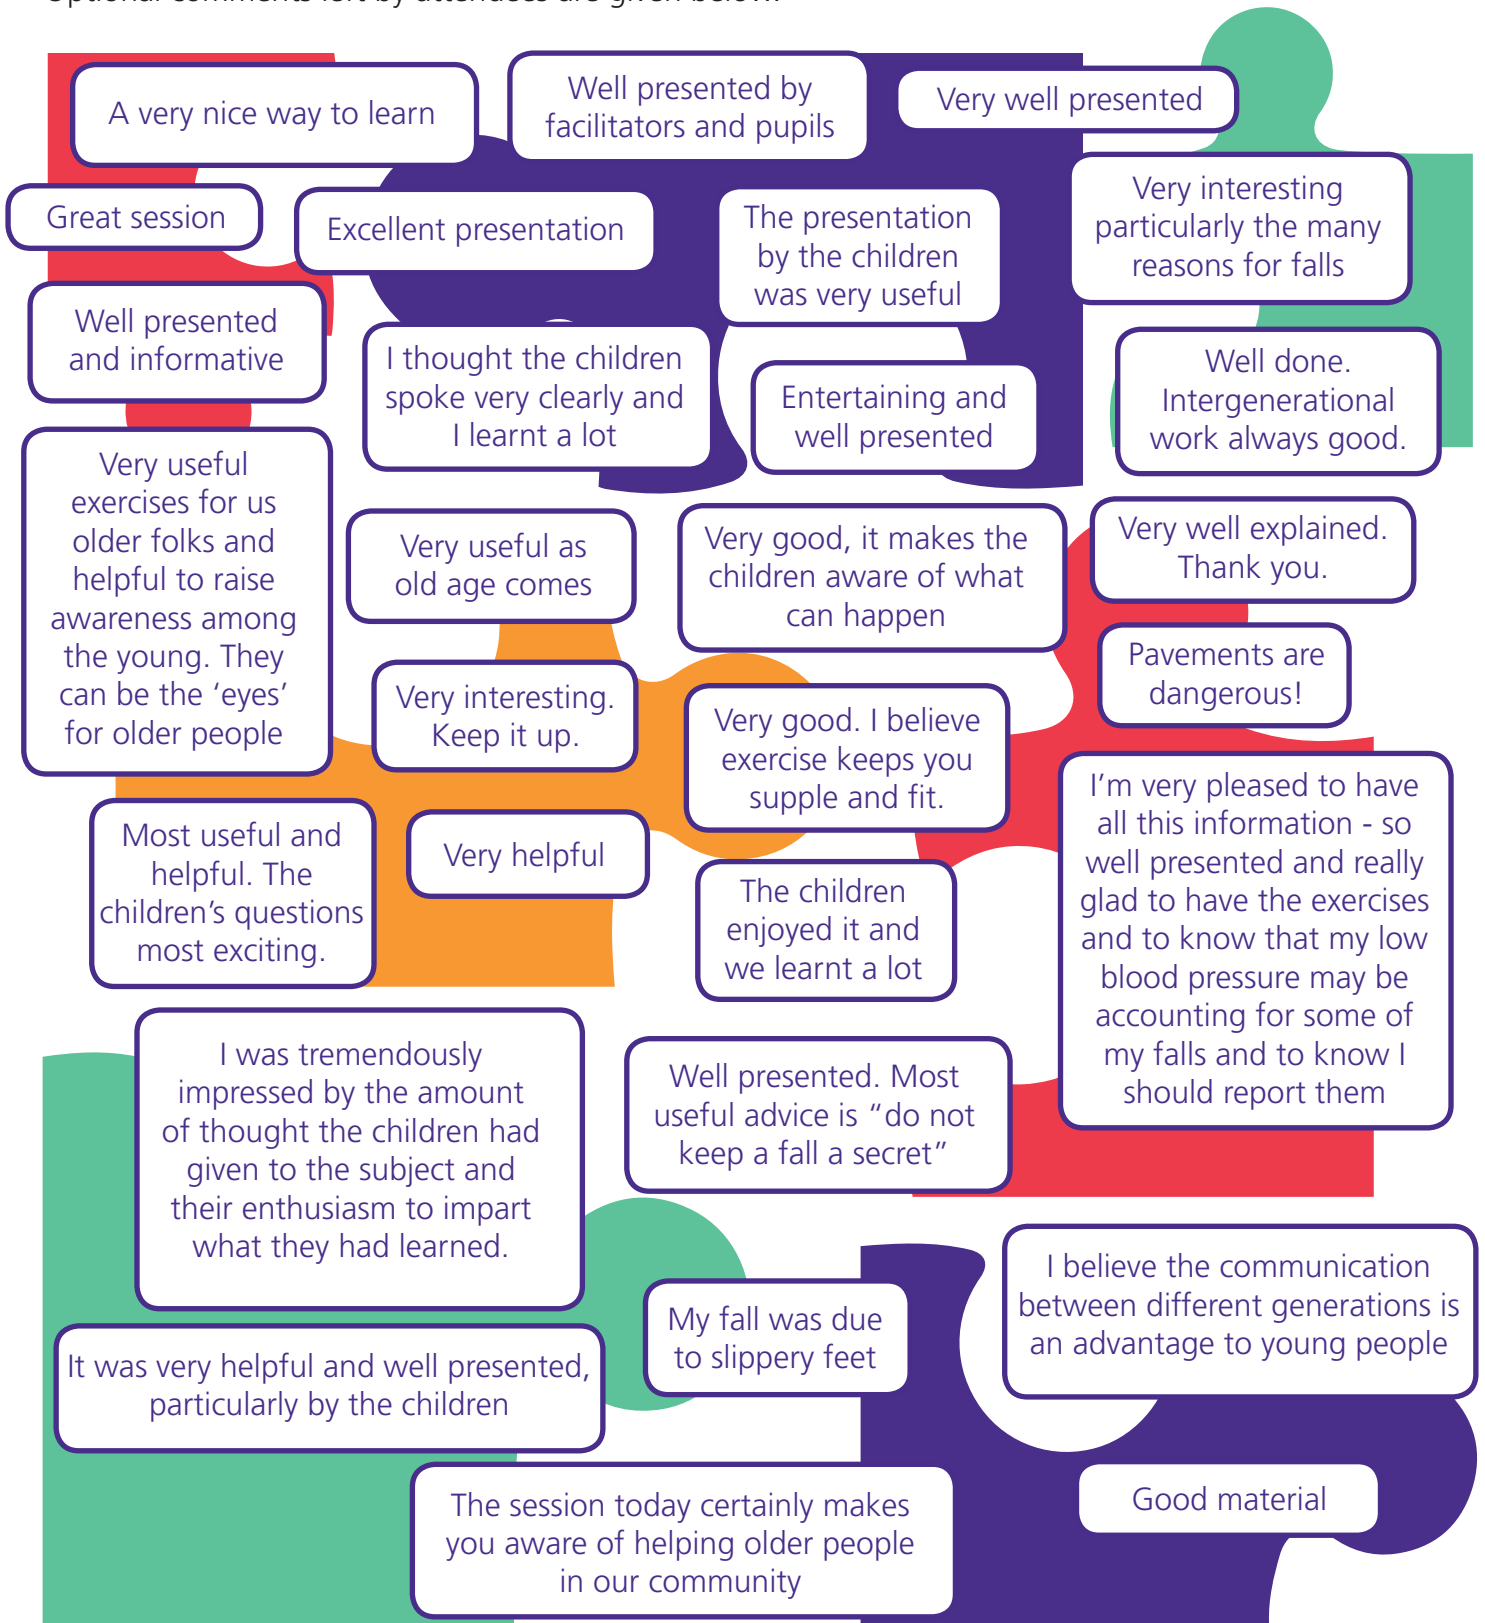 Optional comments left by attendees are given below.
A very nice way to learn
Well presented by
facilitators and pupils
Very well presented
Great session
Excellent presentation
The presentation
by the children
was very useful
Very interesting
particularly the many
reasons for falls
Well presented
and informative
I thought the children
spoke very clearly and
I learnt a lot
Entertaining and
well presented
Well done.
Intergenerational
work always good.
Very useful
exercises for us
older folks and
helpful to raise
awareness among
the young. They
can be the ‘eyes’
for older people
Very useful as
old age comes
Very good, it makes the
children aware of what
can happen
Very well explained.
Thank you.
Very interesting.
Keep it up.
Very good. I believe
exercise keeps you
supple and fit.
Pavements are
dangerous!
Most useful and
helpful. The
children’s questions
most exciting.
Very helpful
The children
enjoyed it and
we learnt a lot
I’m very pleased to have
all this information - so
well presented and really
glad to have the exercises
and to know that my low
blood pressure may be
accounting for some of
my falls and to know I
should report them
I was tremendously
impressed by the amount
of thought the children had
given to the subject and
their enthusiasm to impart
what they had learned.
Well presented. Most
useful advice is “do not
keep a fall a secret”
My fall was due
to slippery feet
I believe the communication
between different generations is
an advantage to young people
It was very helpful and well presented,
particularly by the children
The session today certainly makes
you aware of helping older people
in our community
Good material